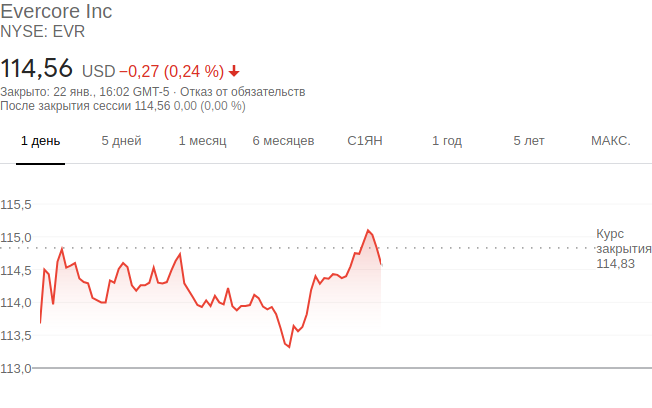 Evercore Inc
NYSE: EVR
114,56 USD −0,27 (0,24 %)
Закрыто: 22 янв., 16:02 GMT-5 · Отказ от обязательств
После закрытия сессии 114,56 0,00 (0,00 %)
1 день 5 дней 1 месяц 6 месяцев С1ЯН 1 год 5 лет МАКС.
115,5
115,0
114,5
114,0
113,5
113,0
Курс
закрытия
114,83